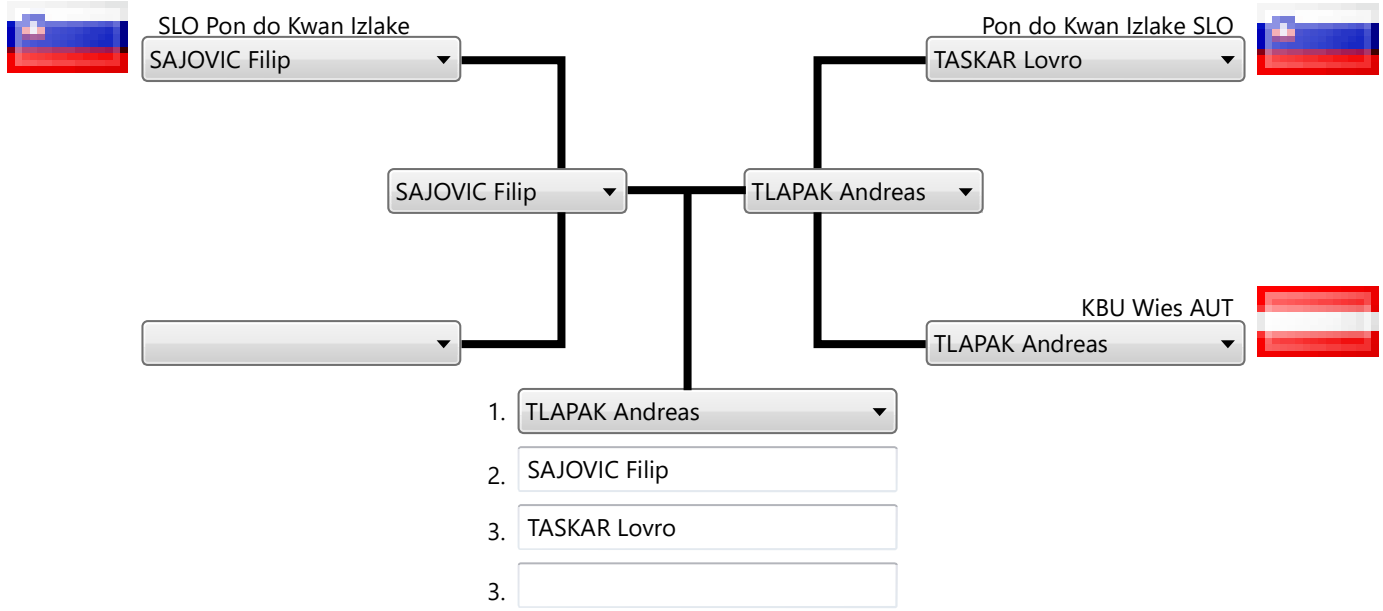 SLO Pon do Kwan Izlake
SAJOVIC Filip
Pon do Kwan Izlake SLO
TASKAR Lovro
SAJOVIC Filip
TLAPAK Andreas
KBU Wies AUT
TLAPAK Andreas
1. TLAPAK Andreas
2. SAJOVIC Filip
3. TASKAR Lovro
3.